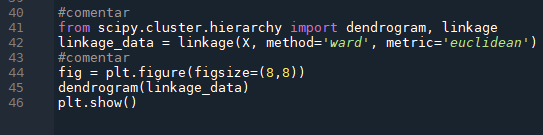 40 #comentar
41 from scipy.cluster.hierarchy import dendrogram, linkage
42 linkage_data = linkage(X, method='ward', metric='euclidean')
43 #comentar
44 fig = plt.figure(figsize=(8,8))
45 dendrogram(linkage_data)
46 plt.show()